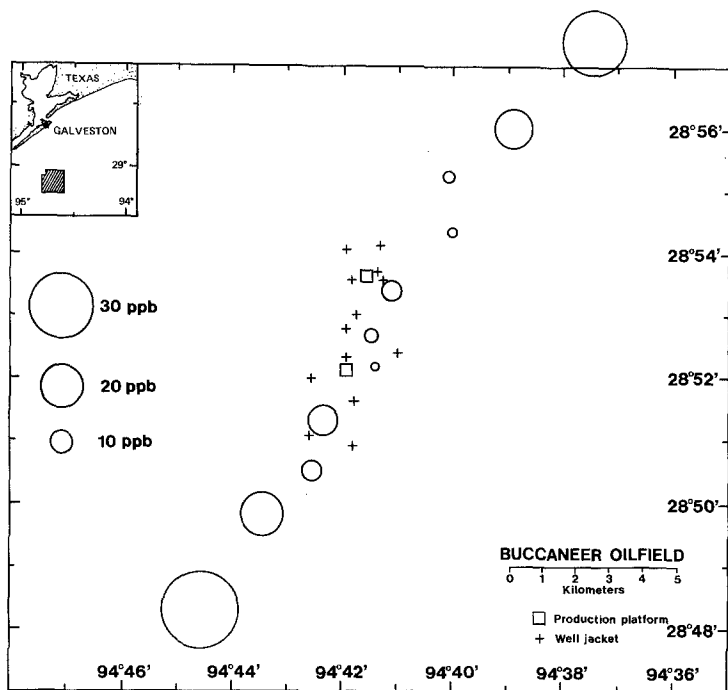 TEXAS
GALVESTON
29°
95°
94°
28°56'
28°54'
30 ppb
20 ppb
28°52'
10 ppb
28°50'
BUCCANEER OILFIELD
0 1 2 3 4 5
Kilometers
Production platform
Well jacket
28°48'
94°46' 94°44' 94°42' 94°40' 94°38' 94°36'